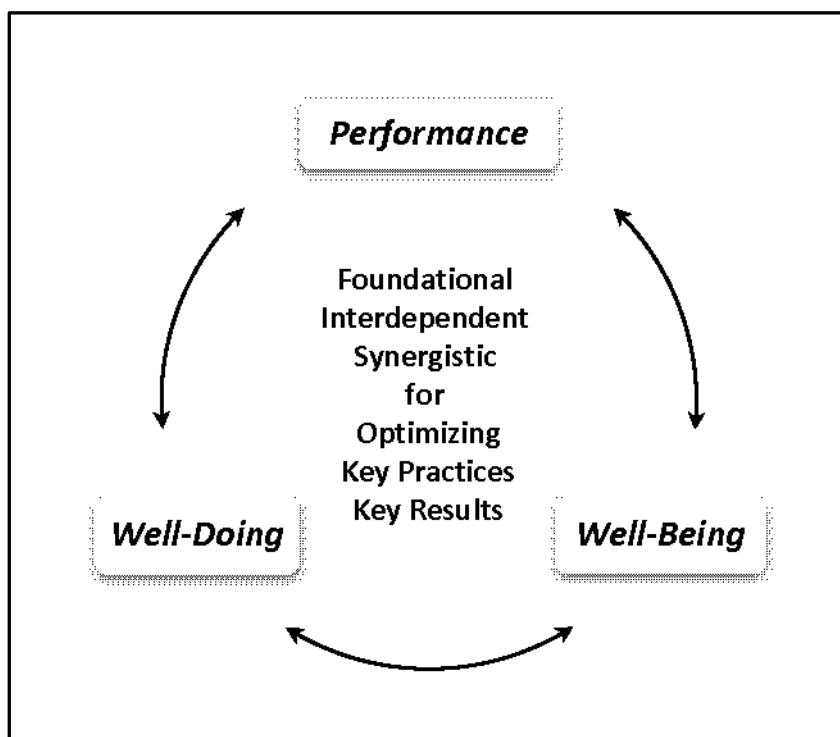 Performance
Foundational
Interdependent
Synergistic
for
Optimizing
Key Practices
Key Results
Well-Doing
Well-Being